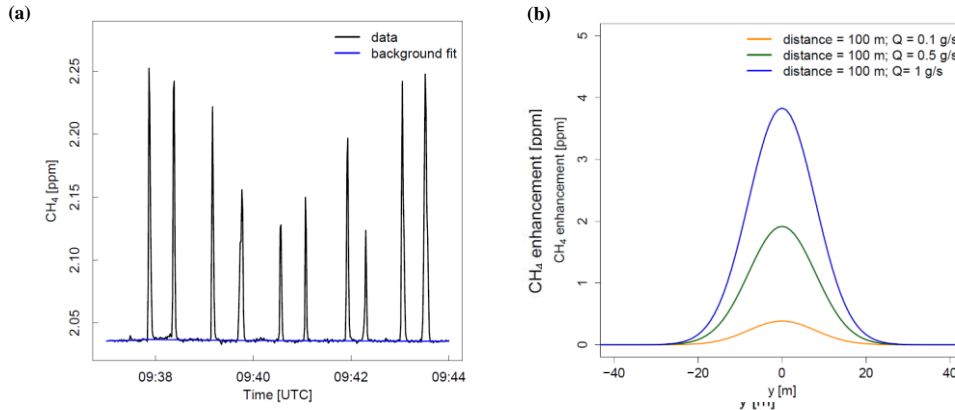 (a)
data
background fit
CH₄ [ppm]
2.25
2.20
2.15
2.10
2.05
09:38
09:40
09:42
09:44
Time [UTC]
(b)
distance = 100 m; Q = 0.1 g/s
distance = 100 m; Q = 0.5 g/s
distance = 100 m; Q= 1 g/s
CH₄ enhancement [ppm]
CH₄ enhancement [ppm]
5
4
3
2
1
0
−40
−20
0
20
40
y [m]
y [m]